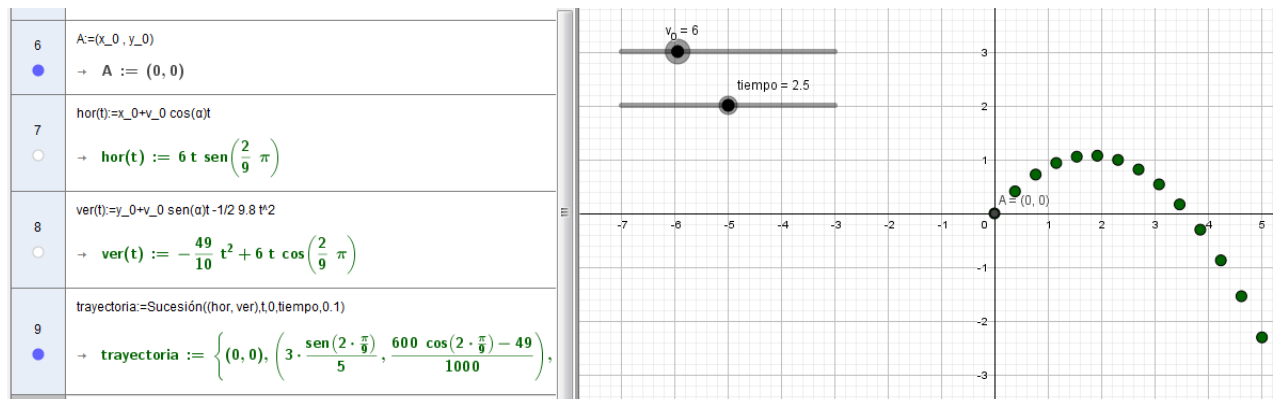 6
A:=(x_0 , y_0)
→ A := (0, 0)
7
hor(t):=x_0+v_0 cos(α)t
→ hor(t) := 6 t sen(2/9 π)
8
ver(t):=y_0+v_0 sen(α)t -1/2 9.8 t^2
→ ver(t) := − 49/10 t² + 6 t cos(2/9 π)
9
trayectoria:=Sucesión((hor, ver),t,0,tiempo,0.1)
→ trayectoria := {(0, 0), (3 · sen(2 · π/9)/5 , 600 cos(2 · π/9) − 49/1000),
v₀ = 6
tiempo = 2.5
A = (0, 0)
3
2
1
-7 -6 -5 -4 -3 -2 -1 0 1 2 3 4 5
-1
-2
-3